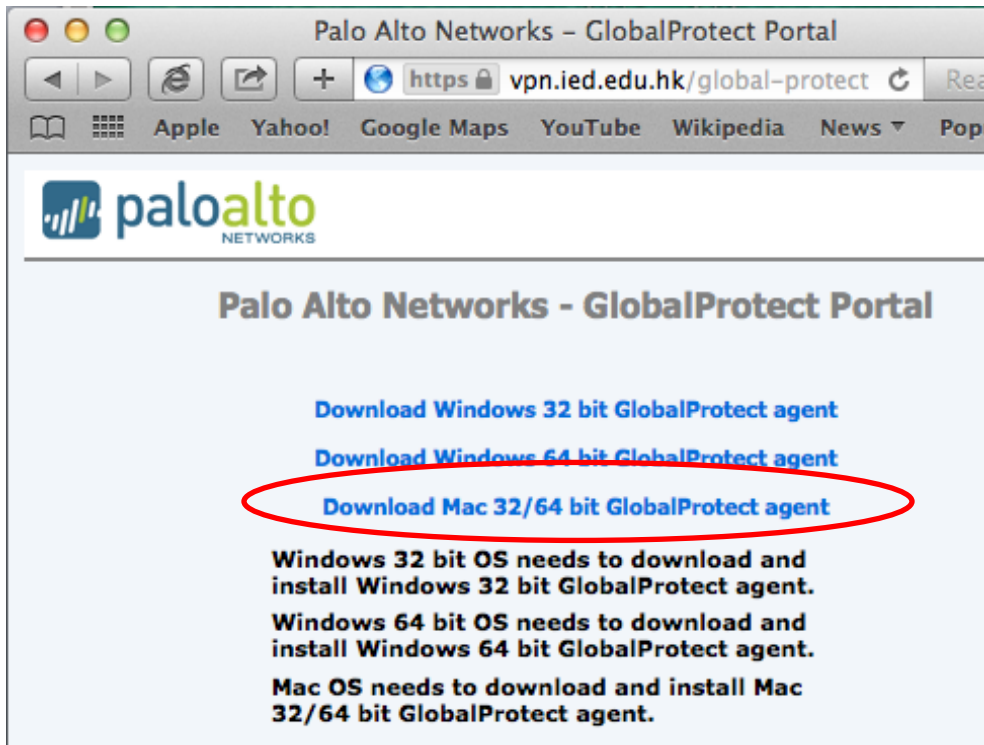 Palo Alto Networks – GlobalProtect Portal
https vpn.ied.edu.hk/global-protect
Rea
Apple Yahoo! Google Maps YouTube Wikipedia News Pop
paloalto
NETWORKS
Palo Alto Networks - GlobalProtect Portal
Download Windows 32 bit GlobalProtect agent
Download Windows 64 bit GlobalProtect agent
Download Mac 32/64 bit GlobalProtect agent
Windows 32 bit OS needs to download and
install Windows 32 bit GlobalProtect agent.
Windows 64 bit OS needs to download and
install Windows 64 bit GlobalProtect agent.
Mac OS needs to download and install Mac
32/64 bit GlobalProtect agent.